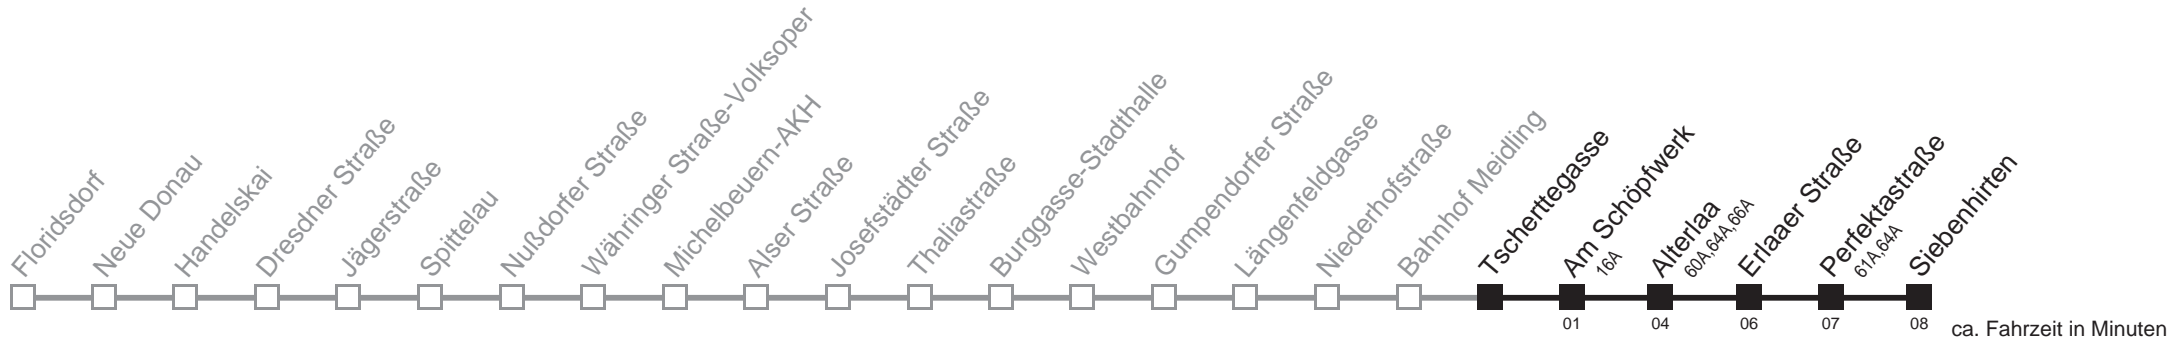 Floridsdorf
Neue Donau
Handelskai
Dresdner Straße
Jägerstraße
Spittelau
Nußdorfer Straße
Währinger Straße-Volksoper
Michelbeuern-AKH
Alser Straße
Josefstädter Straße
Thaliastraße
Burggasse-Stadthalle
Westbahnhof
Gumpendorfer Straße
Längenfeldgasse
Niederhofstraße
Bahnhof Meidling
Tscherttegasse
Am Schöpfwerk
16A
Alterlaa
60A,64A,66A
Erlaaer Straße
Perfektastraße
61A,64A
Siebenhirten
01 04 06 07 08 ca. Fahrzeit in Minuten